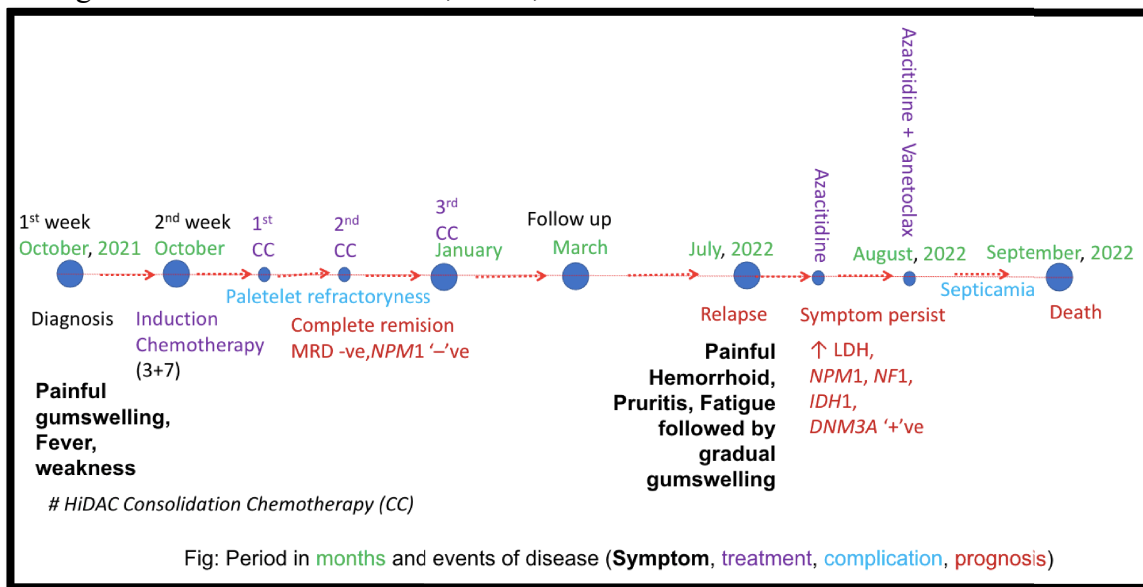 Azacitidine + Vanetoclax
Azacitidine
1st week
October, 2021
2nd week
October
1st
CC
2nd
CC
3rd
CC
January
Follow up
March
July, 2022
August, 2022
September, 2022
Paletelet refractoryness
Septicamia
Diagnosis
Induction
Chemotherapy
(3+7)
Complete remision
MRD -ve,NPM1 ‘–’ve
Relapse
Symptom persist
Death
Painful
gumswelling,
Fever,
weakness
Painful
Hemorrhoid,
Pruritis, Fatigue
followed by
gradual
gumswelling
↑ LDH,
NPM1, NF1,
IDH1,
DNM3A ‘+’ve
# HiDAC Consolidation Chemotherapy (CC)
Fig: Period in months and events of disease (Symptom, treatment, complication, prognosis)